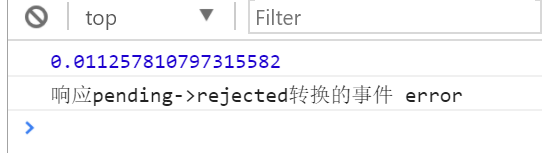 top
Filter
0.011257810797315582
响应pending->rejected转换的事件 error